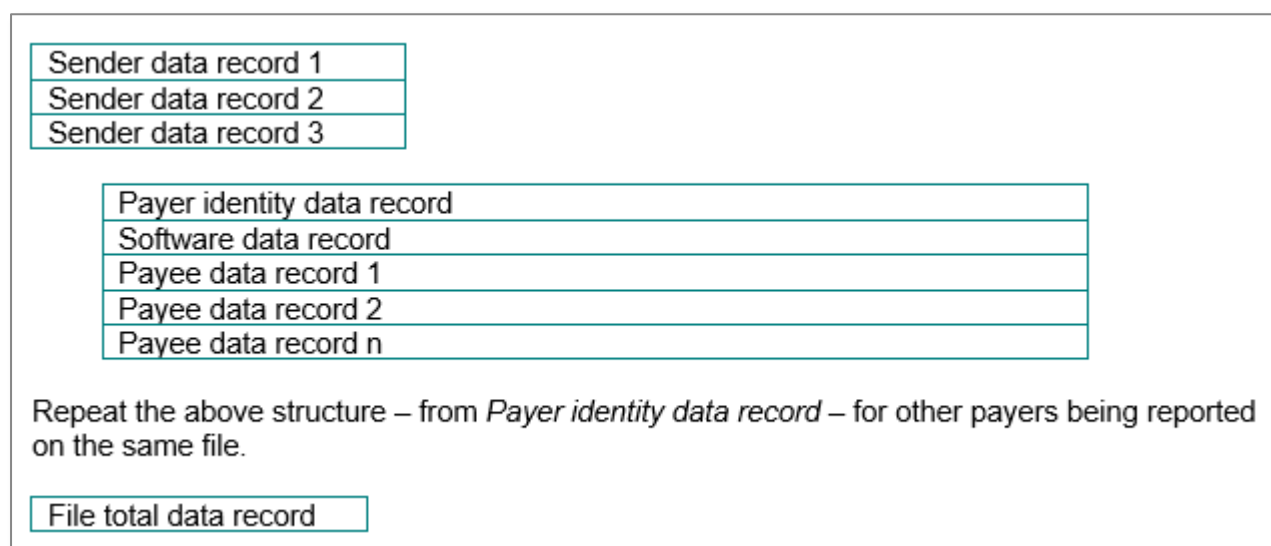 Sender data record 1
Sender data record 2
Sender data record 3
Payer identity data record
Software data record
Payee data record 1
Payee data record 2
Payee data record n
Repeat the above structure – from Payer identity data record – for other payers being reported
on the same file.
File total data record